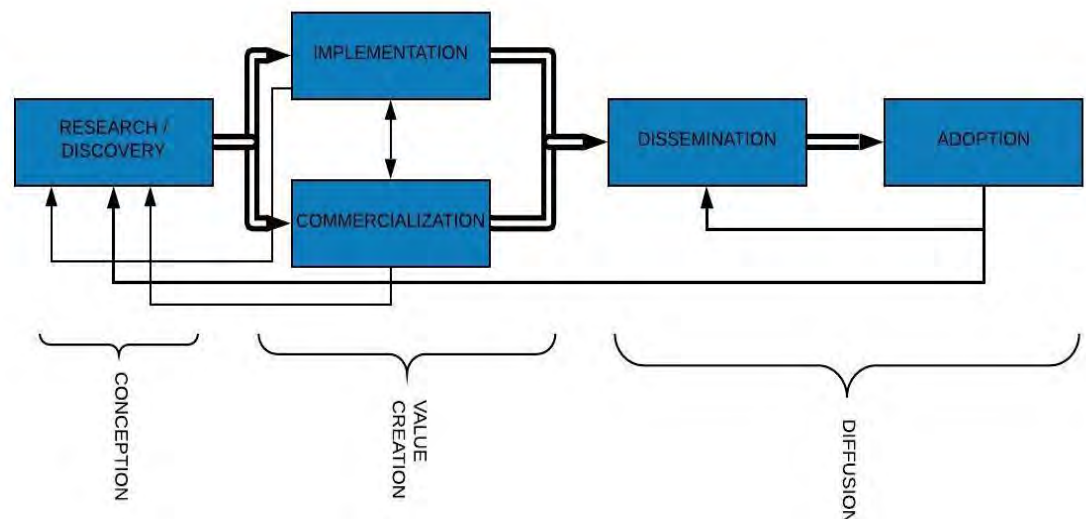 IMPLEMENTATION
RESEARCH /
DISCOVERY
DISSEMINATION
ADOPTION
COMMERCIALIZATION
CONCEPTION
VALUE
CREATION
DIFFUSION